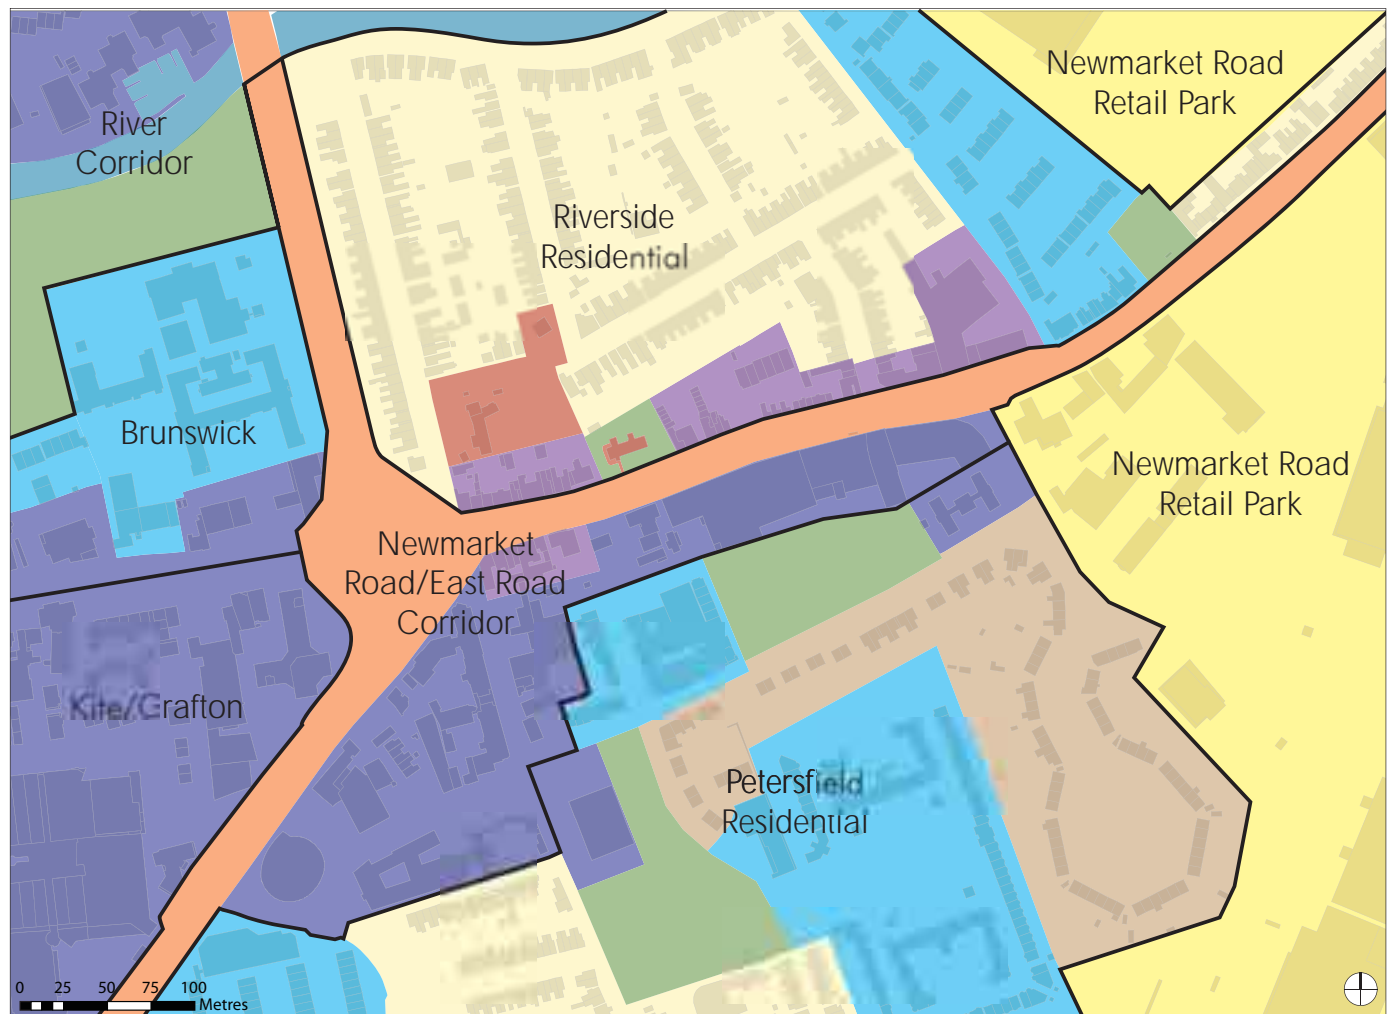 Newmarket Road
Retail Park
River
Corridor
Riverside
Residential
Brunswick
Newmarket Road
Retail Park
Newmarket
Road/East Road
Corridor
Kite/Grafton
Petersfield
Residential
0 25 50 75 100
Metres